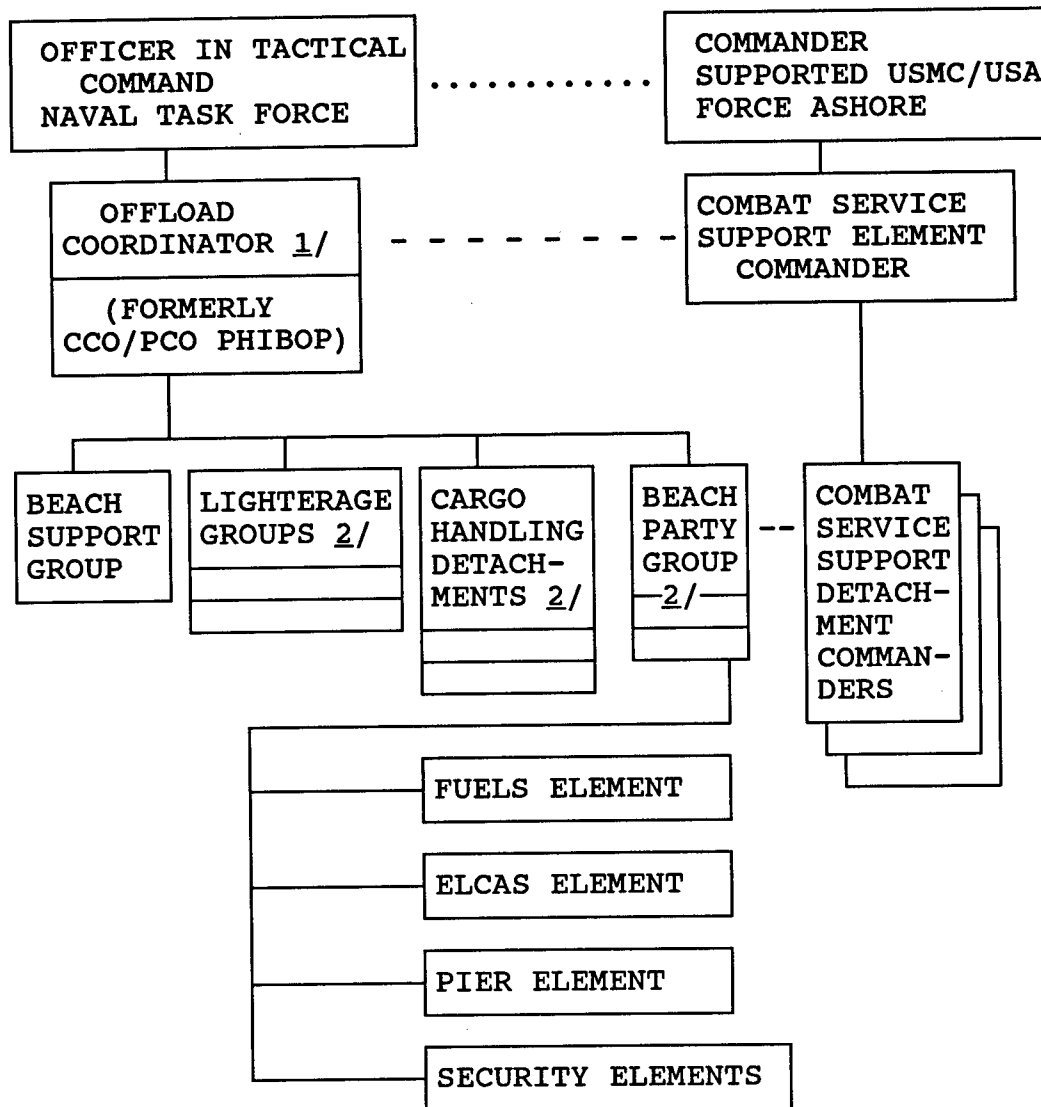 OFFICER IN TACTICAL
COMMAND
NAVAL TASK FORCE
COMMANDER
SUPPORTED USMC/USA
FORCE ASHORE
OFFLOAD
COORDINATOR 1/
(FORMERLY
CCO/PCO PHIBOP)
COMBAT SERVICE
SUPPORT ELEMENT
COMMANDER
BEACH
SUPPORT
GROUP
LIGHTERAGE
GROUPS 2/
CARGO
HANDLING
DETACH-
MENTS 2/
BEACH
PARTY
GROUP
2/
COMBAT
SERVICE
SUPPORT
DETACH-
MENT
COMMAN-
DERS
FUELS ELEMENT
ELCAS ELEMENT
PIER ELEMENT
SECURITY ELEMENTS